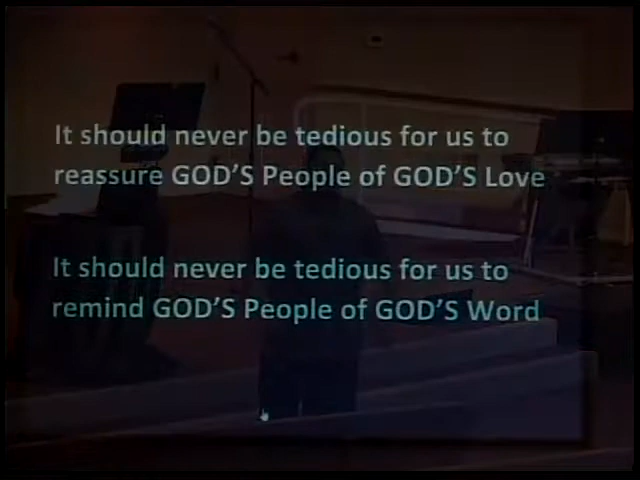 It should never be tedious for us to
reassure GOD'S People of GOD'S Love
It should never be tedious for us to
remind GOD'S People of GOD'S Word